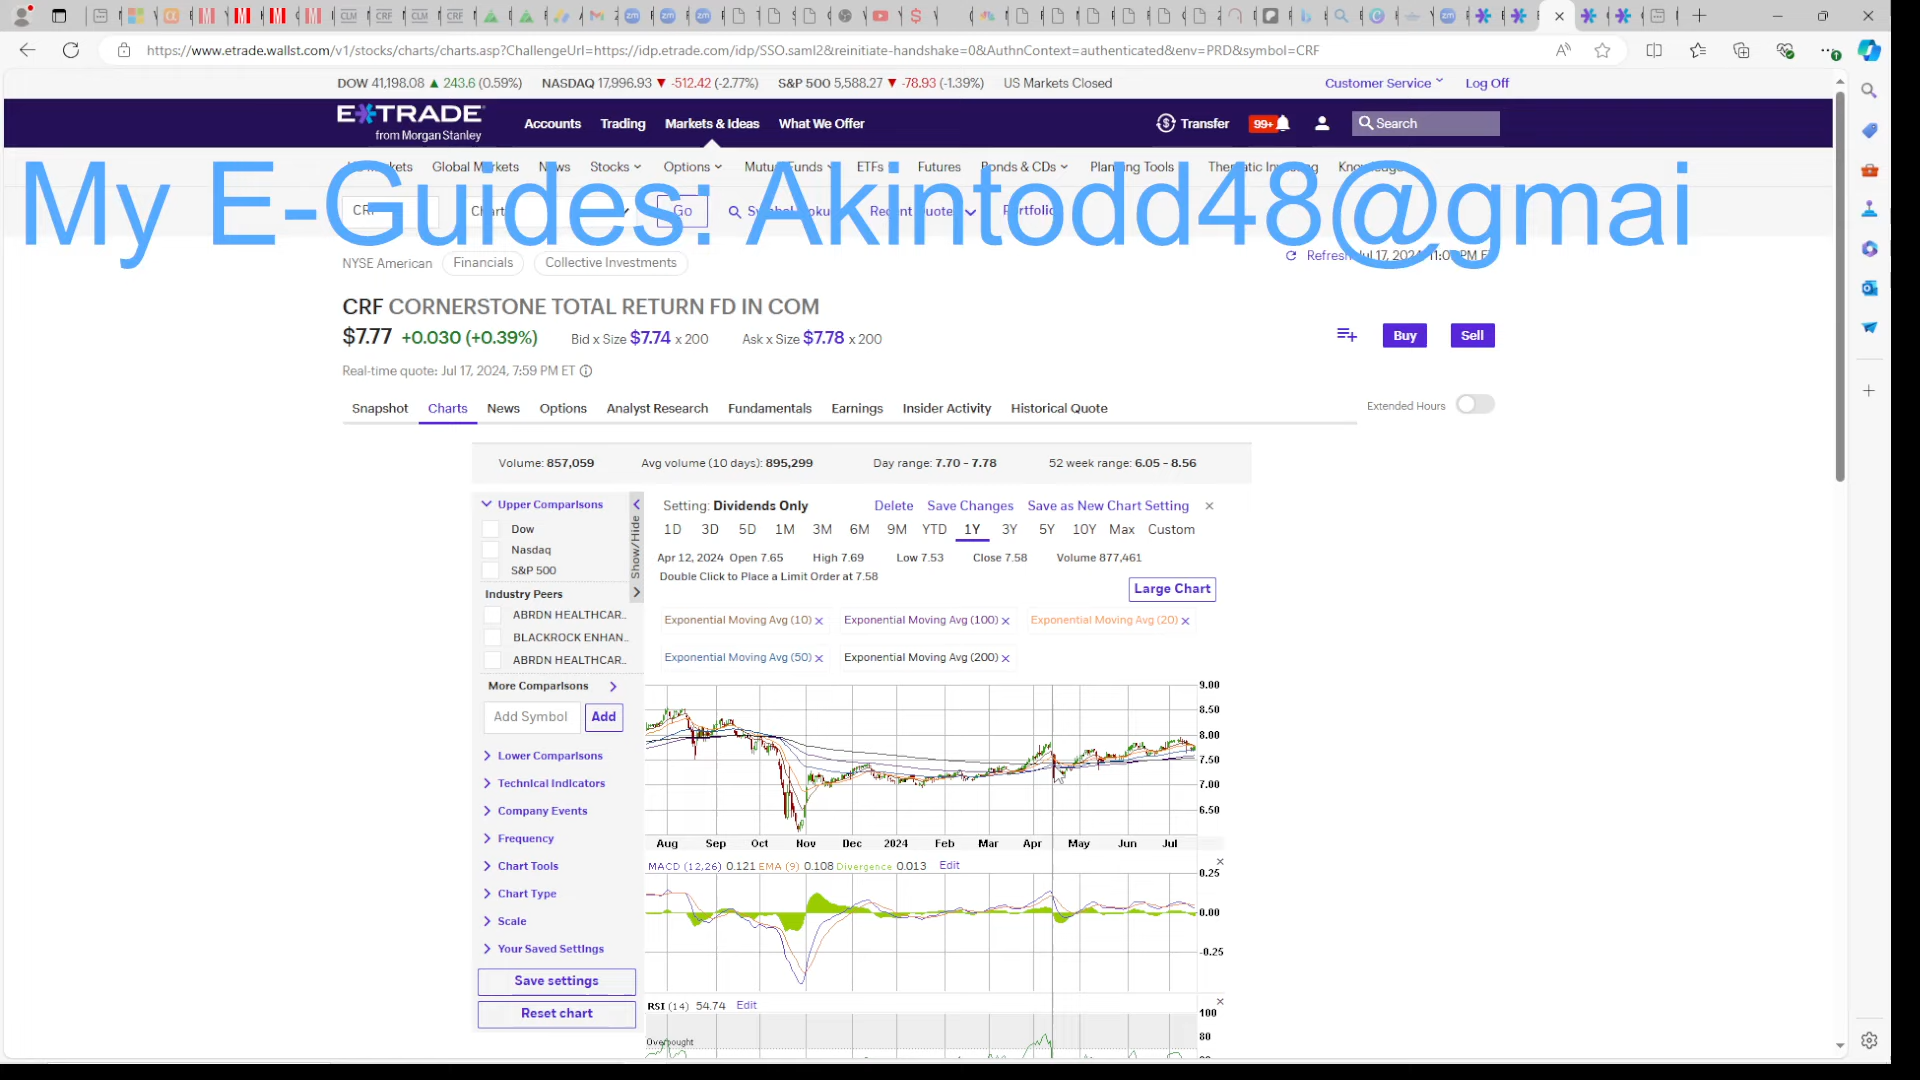 https://www.etrade.wallst.com/v1/stocks/charts/charts.asp?ChallengeUrl=https://idp.etrade.com/idp/SSO.saml2&reinitiate-handshake=0&AuthnContext=authenticated&env=PRD&symbol=CRF
DOW 41,198.08 ▲ 243.6 (0.59%) NASDAQ 17,996.93 ▼ -512.42 (-2.77%) S&P 500 5,588.27 ▼ -78.93 (-1.39%) US Markets Closed Customer Service Log Off
E*TRADE
from Morgan Stanley
Accounts Trading Markets & Ideas What We Offer Transfer 99+ Search
Markets Global Markets News Stocks Options Mutual Funds ETFs Futures Bonds & CDs Planning Tools Thematic Investing
My E-Guides: Akintodd48@gmai
CRF Chart Go Recent Quotes Portfolio
NYSE American Financials Collective Investments Refresh Jul 17, 2024
CRF CORNERSTONE TOTAL RETURN FD IN COM
$7.77 +0.030 (+0.39%) Bid x Size $7.74 x 200 Ask x Size $7.78 x 200 Buy Sell
Real-time quote: Jul 17, 2024, 7:59 PM ET
Snapshot Charts News Options Analyst Research Fundamentals Earnings Insider Activity Historical Quote Extended Hours
Volume: 857,059 Avg volume (10 days): 895,299 Day range: 7.70 - 7.78 52 week range: 6.05 - 8.56
Upper Comparisons
Dow
Nasdaq
S&P 500
Industry Peers
ABRDN HEALTHCAR...
BLACKROCK ENHAN...
ABRDN HEALTHCAR...
More Comparisons
Add Symbol Add
Lower Comparisons
Technical Indicators
Company Events
Frequency
Chart Tools
Chart Type
Scale
Your Saved Settings
Save settings
Reset chart
Show/Hide
Setting: Dividends Only Delete Save Changes Save as New Chart Setting
1D 3D 5D 1M 3M 6M 9M YTD 1Y 3Y 5Y 10Y Max Custom
Apr 12, 2024 Open 7.65 High 7.69 Low 7.53 Close 7.58 Volume 877,461
Double Click to Place a Limit Order at 7.58
Large Chart
Exponential Moving Avg (10) Exponential Moving Avg (100) Exponential Moving Avg (20)
Exponential Moving Avg (50) Exponential Moving Avg (200)
9.00
8.50
8.00
7.50
7.00
6.50
Aug Sep Oct Nov Dec 2024 Feb Mar Apr May Jun Jul
MACD (12,26) 0.121 EMA (9) 0.108 Divergence 0.013 Edit
0.25
0.00
-0.25
RSI (14) 54.74 Edit
100
80
Overbought